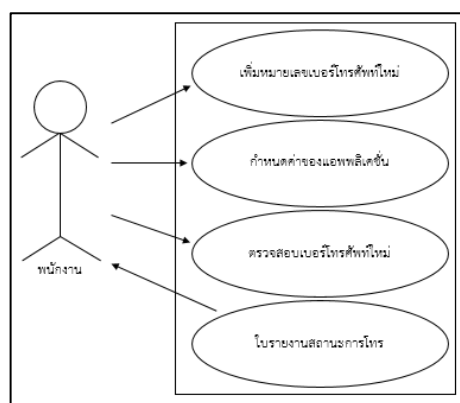 เพิ่มหมายเลขเบอร์โทรศัพท์ใหม่
กำหนดค่าของแอพพลิเคชั่น
ตรวจสอบเบอร์โทรศัพท์ใหม่
พนักงาน
ใบรายงานสถานะการโทร